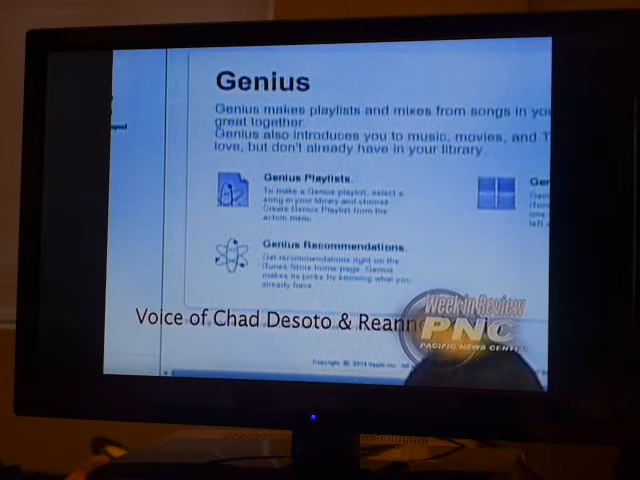 Genius
Genius makes playlists and mixes from songs in you
great together.
Genius also introduces you to music, movies, and T
love, but don't already have in your library
Genius Playlists.
To make a Genius playlist, select a
song in your library and choose
Create Genius Playlist from the
action menu.
Gen
Genius Recommendations.
Get recommendations right on the
iTunes Store home page. Genius
makes its picks by knowing what you
already have.
Voice of Chad Desoto & Reann
Week in Review
PNC
PACIFIC NEWS CENTER